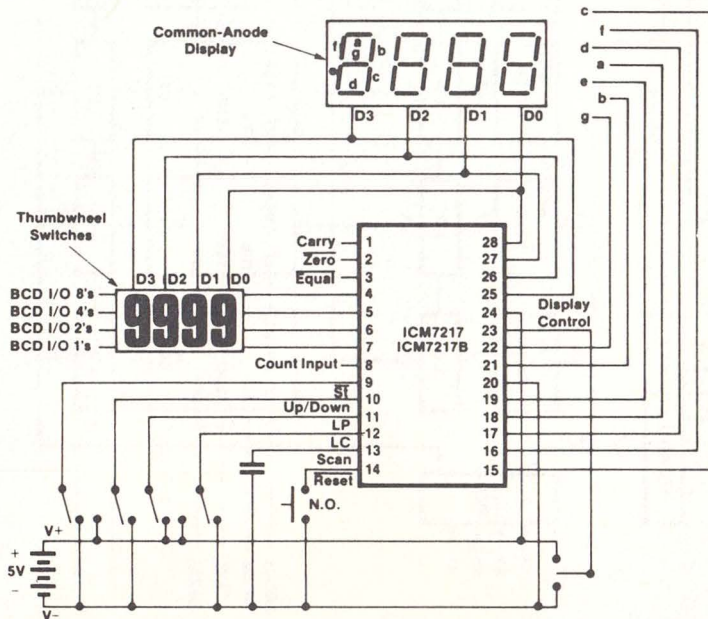 Common-Anode
Display
f a b
g
d c
D3 D2 D1 D0
c
f
d
a
e
b
g
Thumbwheel
Switches
D3 D2 D1 D0
9999
BCD I/O 8's
BCD I/O 4's
BCD I/O 2's
BCD I/O 1's
Carry 1 28
Zero 2 27
Equal 3 26
4 25
5 24
6 23
7 22
Count Input 8 21
9 20
St 10 19
Up/Down 11 18
LP 12 17
LC 13 16
Scan 14 15
Reset
ICM7217
ICM7217B
Display
Control
N.O.
V+
+
5V
−
V−